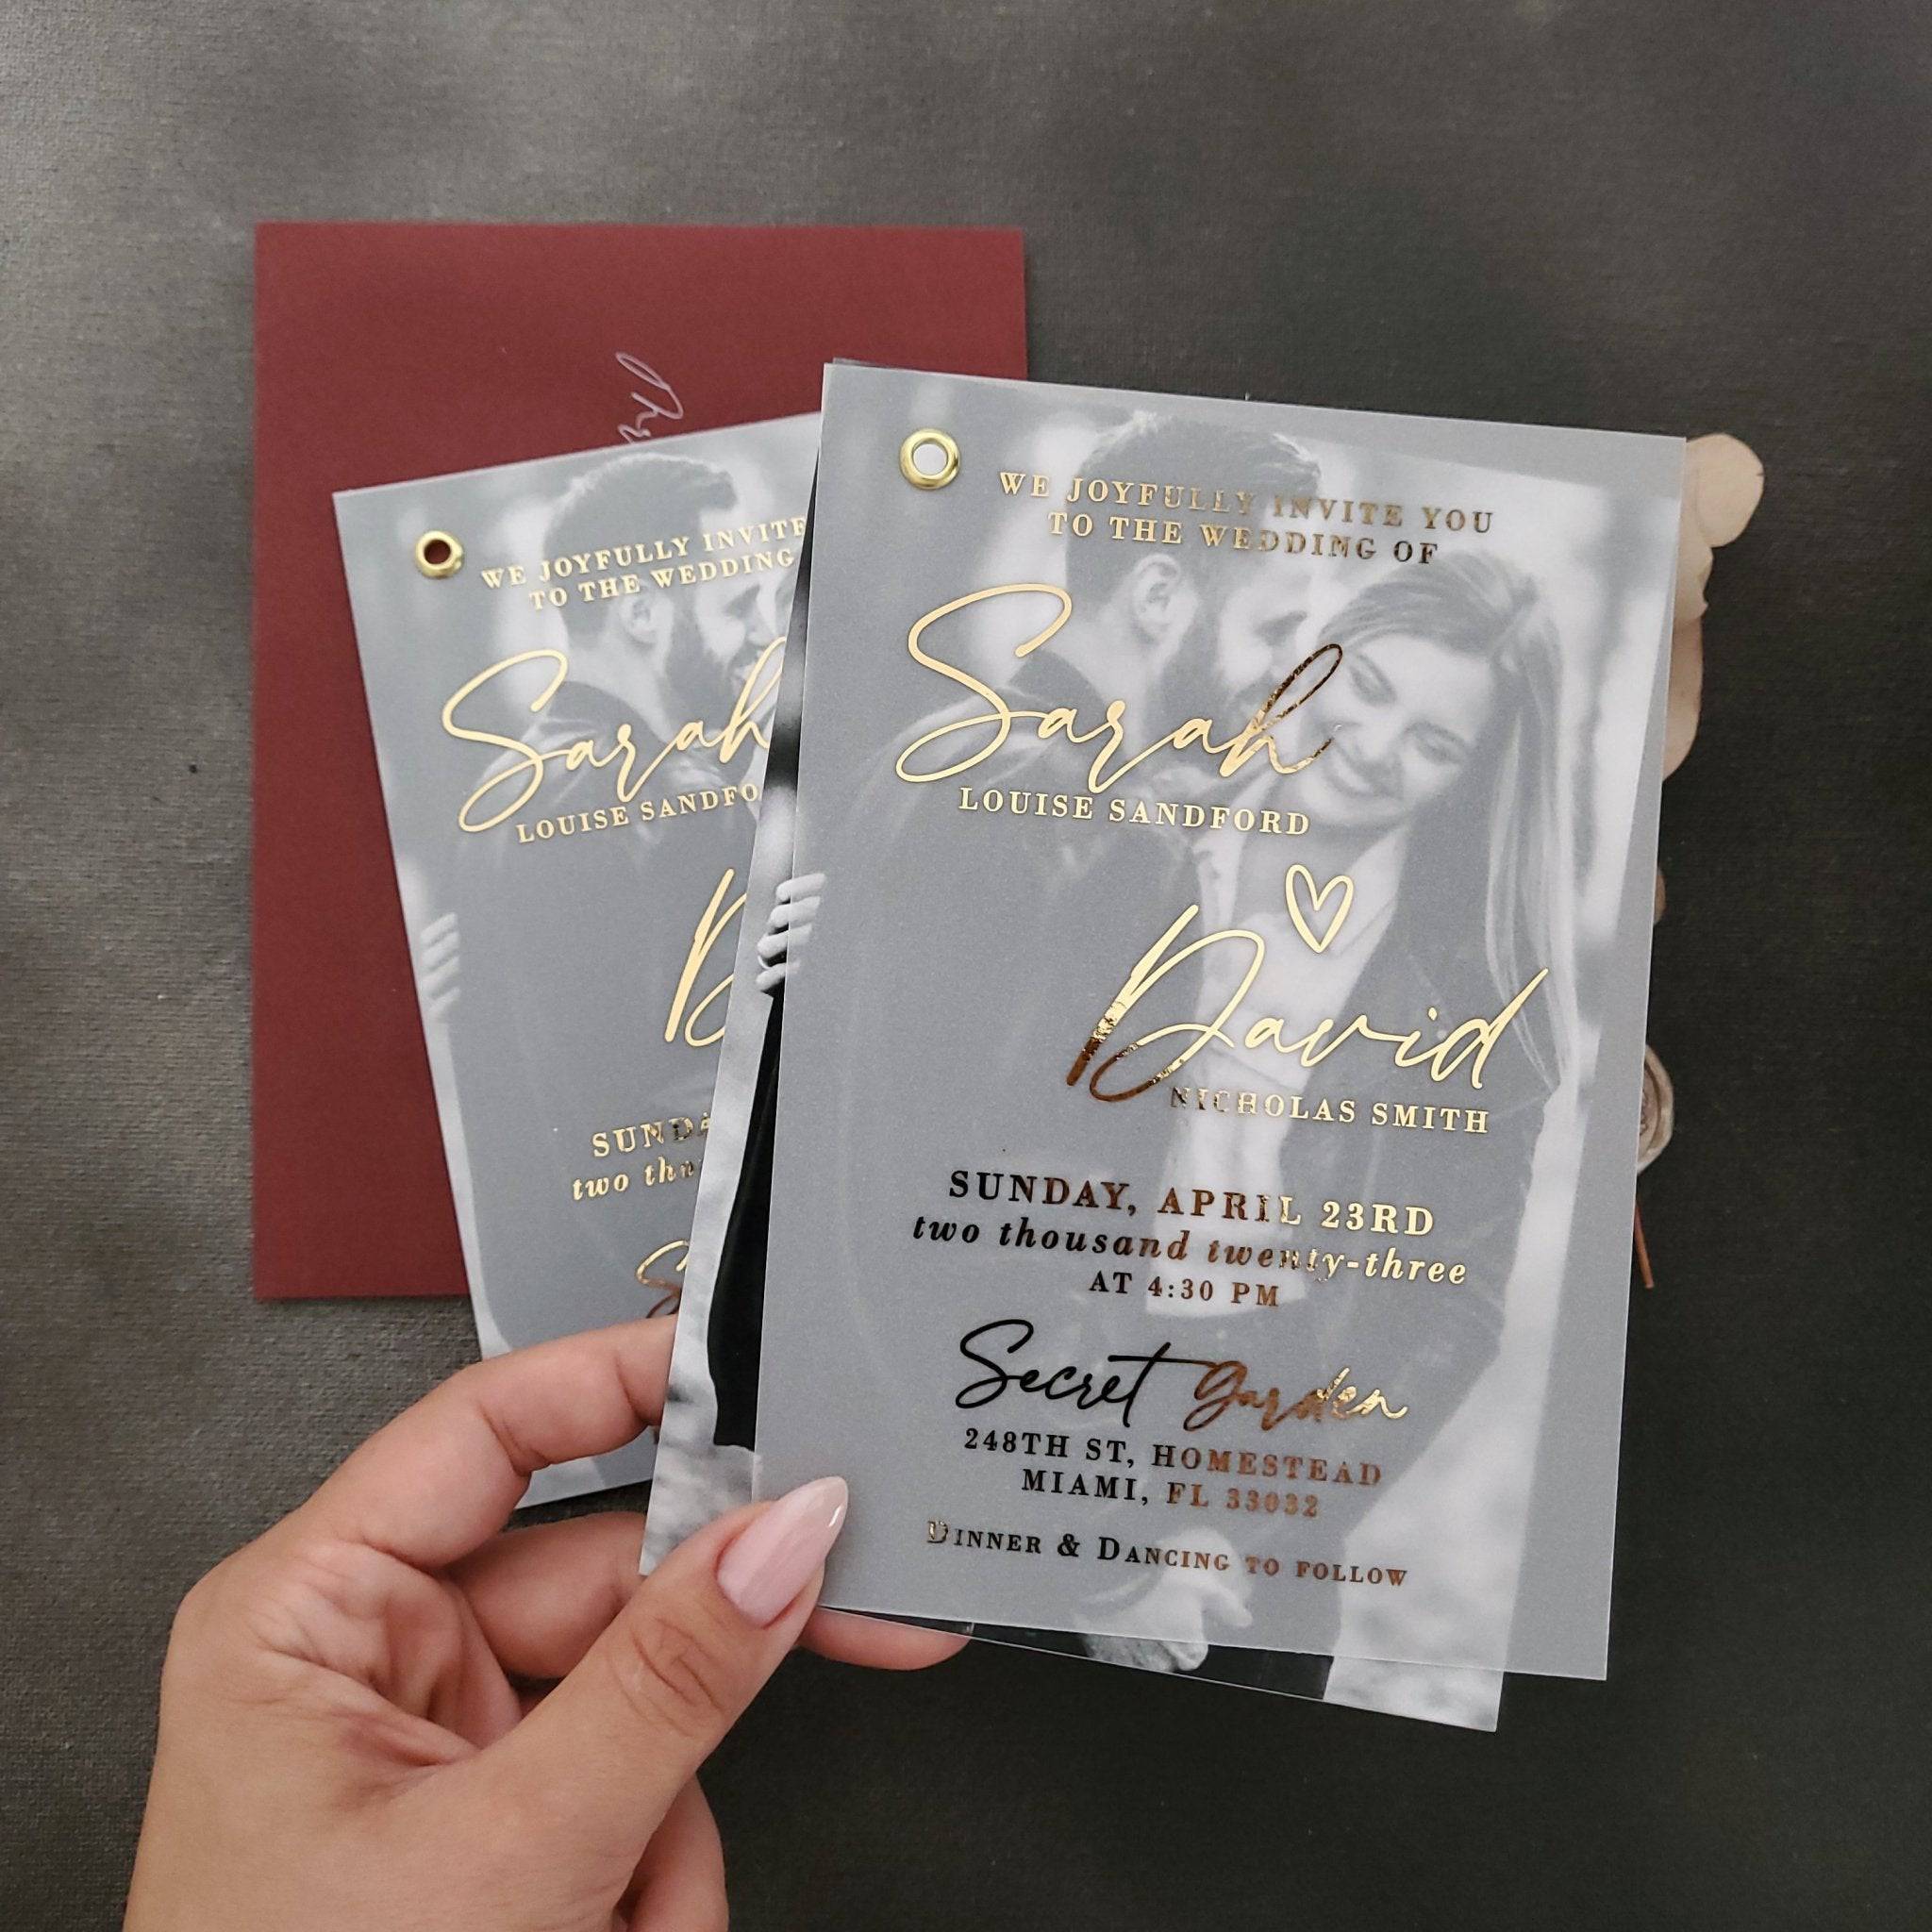 WE JOYFULLY INVITE YOU
TO THE WEDDING OF
Sarah
LOUISE SANDFORD
David
NICHOLAS SMITH
SUNDAY, APRIL 23RD
two thousand twenty-three
AT 4:30 PM
Secret Garden
248TH ST, HOMESTEAD
MIAMI, FL 33032
DINNER & DANCING TO FOLLOW
WE JOYFULLY INVITE
TO THE WEDDING
Sarah
LOUISE
two